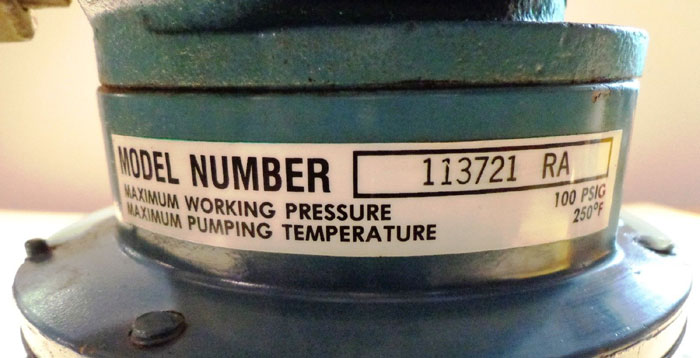 MODEL NUMBER 113721 RA
MAXIMUM WORKING PRESSURE 100 PSIG
MAXIMUM PUMPING TEMPERATURE 250°F